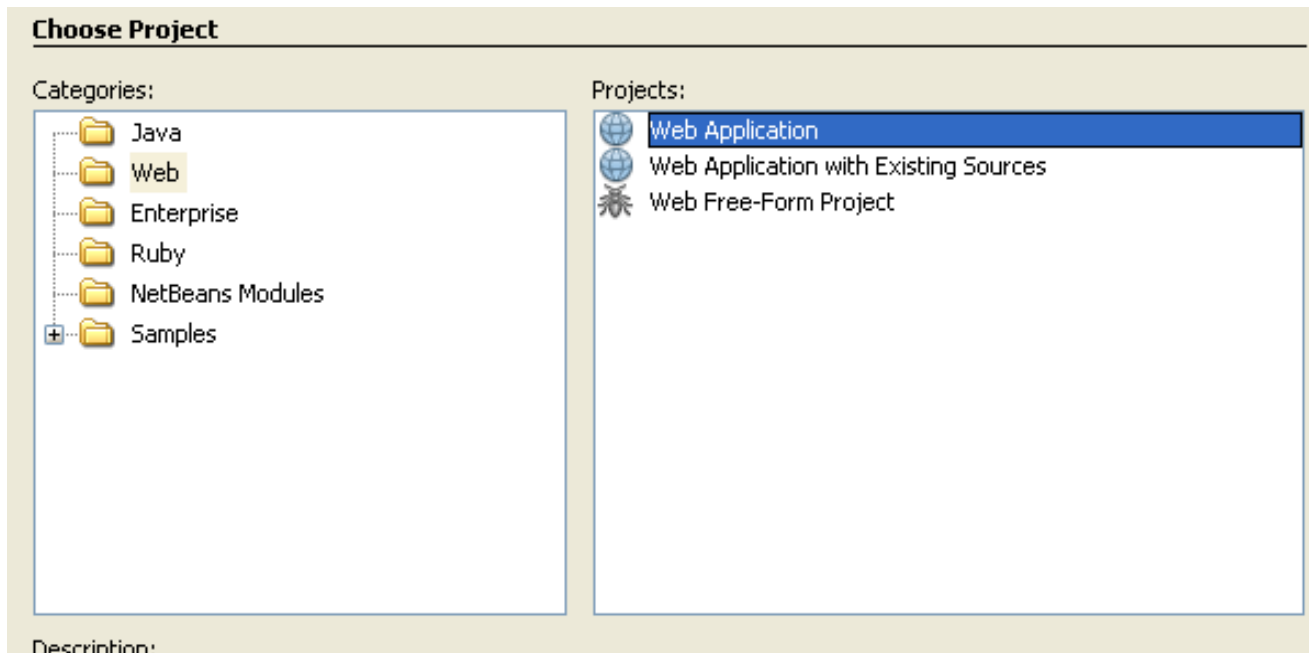 Choose Project
Categories:
Java
Web
Enterprise
Ruby
NetBeans Modules
Samples
Projects:
Web Application
Web Application with Existing Sources
Web Free-Form Project
Description: